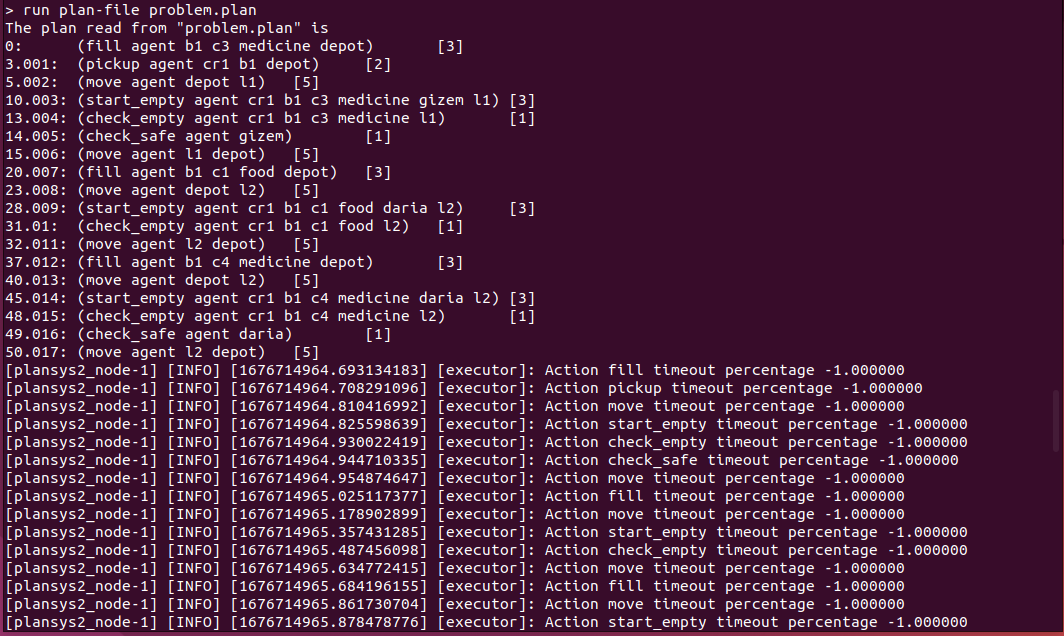 > run plan-file problem.plan
The plan read from "problem.plan" is
0:      (fill agent b1 c3 medicine depot)       [3]
3.001:  (pickup agent cr1 b1 depot)     [2]
5.002:  (move agent depot l1)   [5]
10.003: (start_empty agent cr1 b1 c3 medicine gizem l1) [3]
13.004: (check_empty agent cr1 b1 c3 medicine l1)       [1]
14.005: (check_safe agent gizem)        [1]
15.006: (move agent l1 depot)   [5]
20.007: (fill agent b1 c1 food depot)   [3]
23.008: (move agent depot l2)   [5]
28.009: (start_empty agent cr1 b1 c1 food daria l2)     [3]
31.01:  (check_empty agent cr1 b1 c1 food l2)   [1]
32.011: (move agent l2 depot)   [5]
37.012: (fill agent b1 c4 medicine depot)       [3]
40.013: (move agent depot l2)   [5]
45.014: (start_empty agent cr1 b1 c4 medicine daria l2) [3]
48.015: (check_empty agent cr1 b1 c4 medicine l2)       [1]
49.016: (check_safe agent daria)        [1]
50.017: (move agent l2 depot)   [5]
[plansys2_node-1] [INFO] [1676714964.693134183] [executor]: Action fill timeout percentage -1.000000
[plansys2_node-1] [INFO] [1676714964.708291096] [executor]: Action pickup timeout percentage -1.000000
[plansys2_node-1] [INFO] [1676714964.810416992] [executor]: Action move timeout percentage -1.000000
[plansys2_node-1] [INFO] [1676714964.825598639] [executor]: Action start_empty timeout percentage -1.000000
[plansys2_node-1] [INFO] [1676714964.930022419] [executor]: Action check_empty timeout percentage -1.000000
[plansys2_node-1] [INFO] [1676714964.944710335] [executor]: Action check_safe timeout percentage -1.000000
[plansys2_node-1] [INFO] [1676714964.954874647] [executor]: Action move timeout percentage -1.000000
[plansys2_node-1] [INFO] [1676714965.025117377] [executor]: Action fill timeout percentage -1.000000
[plansys2_node-1] [INFO] [1676714965.178902899] [executor]: Action move timeout percentage -1.000000
[plansys2_node-1] [INFO] [1676714965.357431285] [executor]: Action start_empty timeout percentage -1.000000
[plansys2_node-1] [INFO] [1676714965.487456098] [executor]: Action check_empty timeout percentage -1.000000
[plansys2_node-1] [INFO] [1676714965.634772415] [executor]: Action move timeout percentage -1.000000
[plansys2_node-1] [INFO] [1676714965.684196155] [executor]: Action fill timeout percentage -1.000000
[plansys2_node-1] [INFO] [1676714965.861730704] [executor]: Action move timeout percentage -1.000000
[plansys2_node-1] [INFO] [1676714965.878478776] [executor]: Action start_empty timeout percentage -1.000000